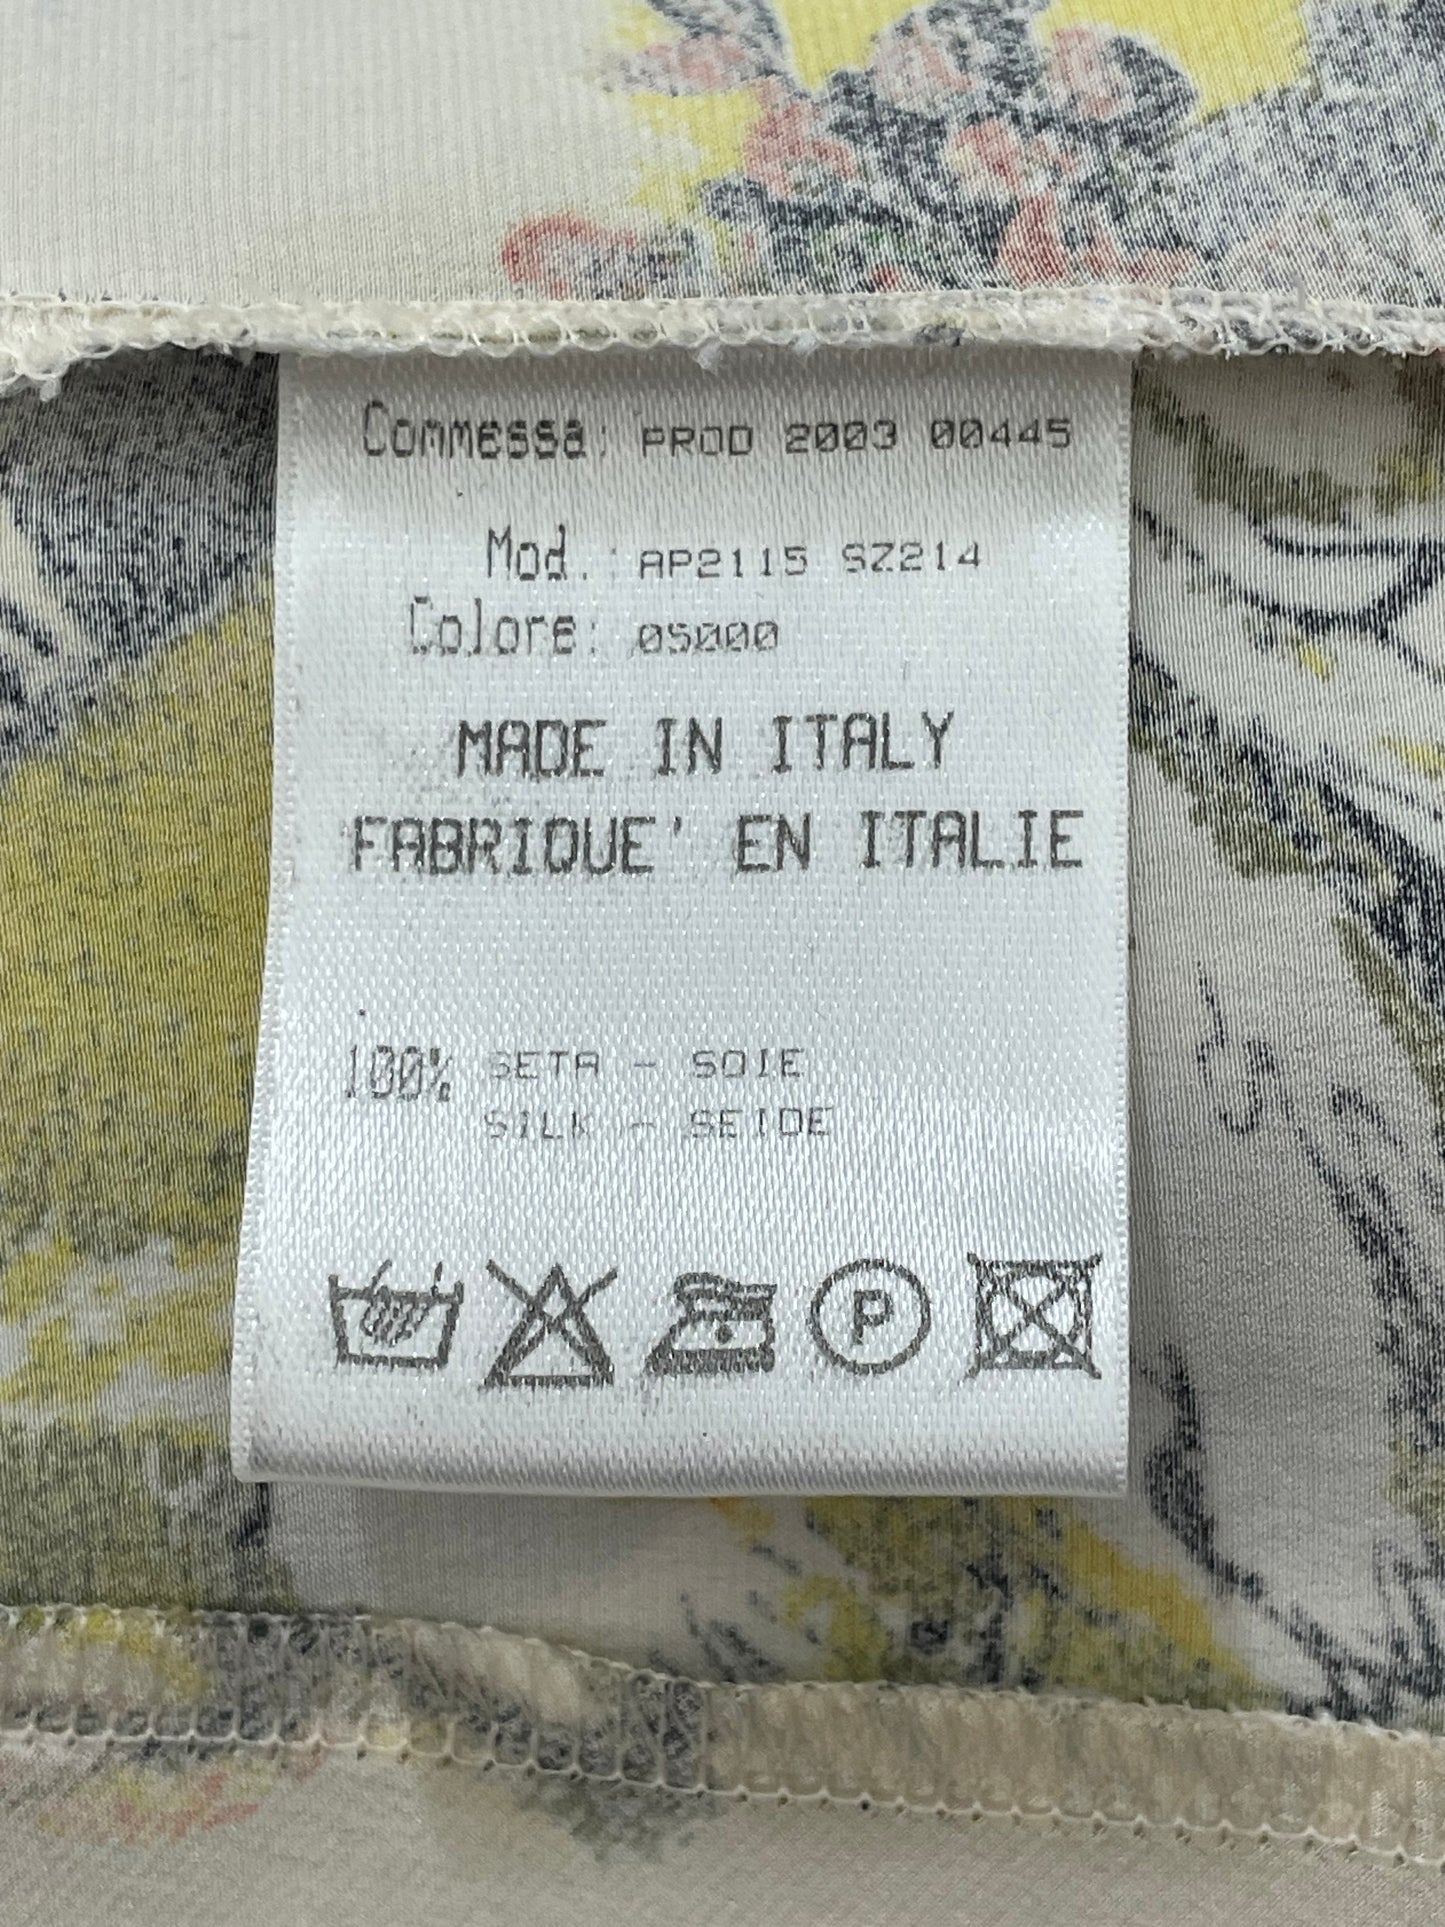 Commessa: PROD 2003 00445
Mod. : AP2115 SZ214
Colore: 05000
MADE IN ITALY
FABRIQUE' EN ITALIE
100% SETA - SOIE
SILK - SEIDE
P